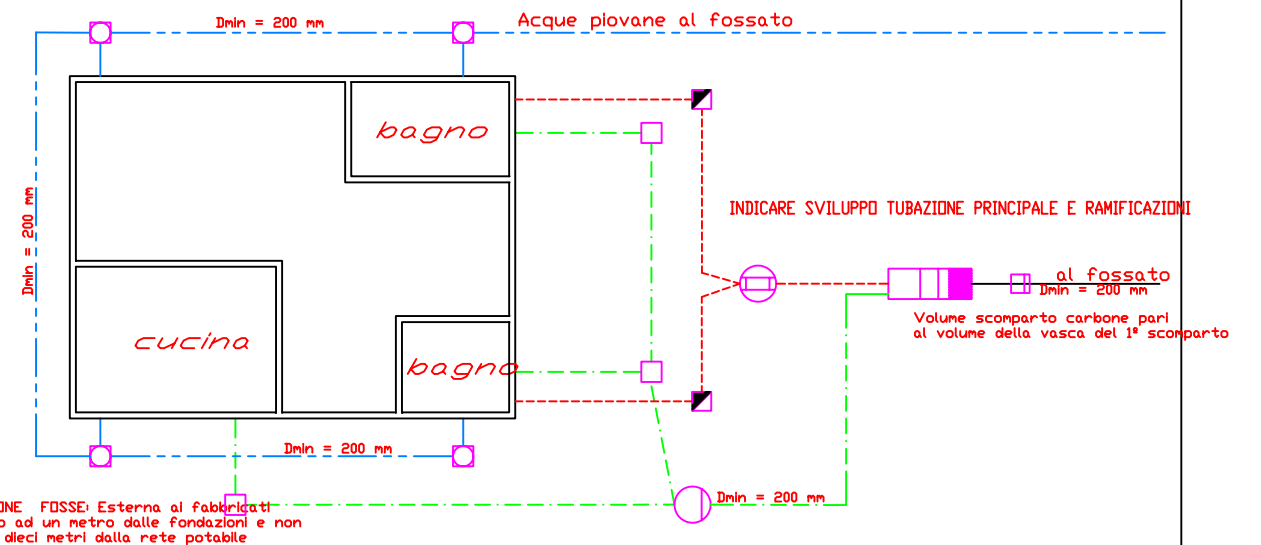 Dmin = 200 mm
Acque piovane al fossato
bagno
Dmin = 200 mm
INDICARE SVILUPPO TUBAZIONE PRINCIPALE E RAMIFICAZIONI
al fossato
Dmin = 200 mm
Volume scomparto carbone pari
al volume della vasca del 1º scomparto
cucina
bagno
Dmin = 200 mm
Dmin = 200 mm
FOSSE: Esterna ai fabbricati
ad un metro dalle fondazioni e non
dieci metri dalla rete potabile